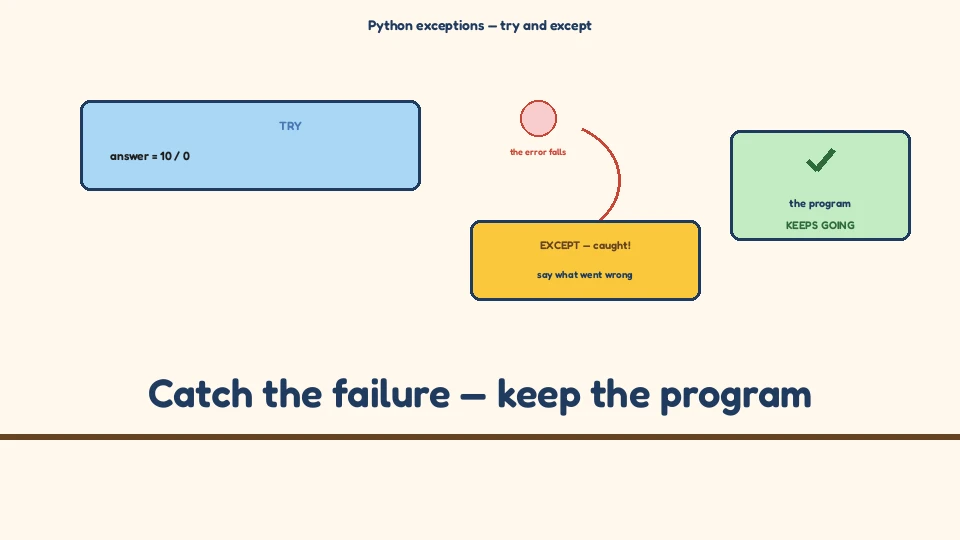 Python exceptions — try and except
TRY
answer = 10 / 0
the error falls
EXCEPT — caught!
say what went wrong
the program
KEEPS GOING
Catch the failure — keep the program